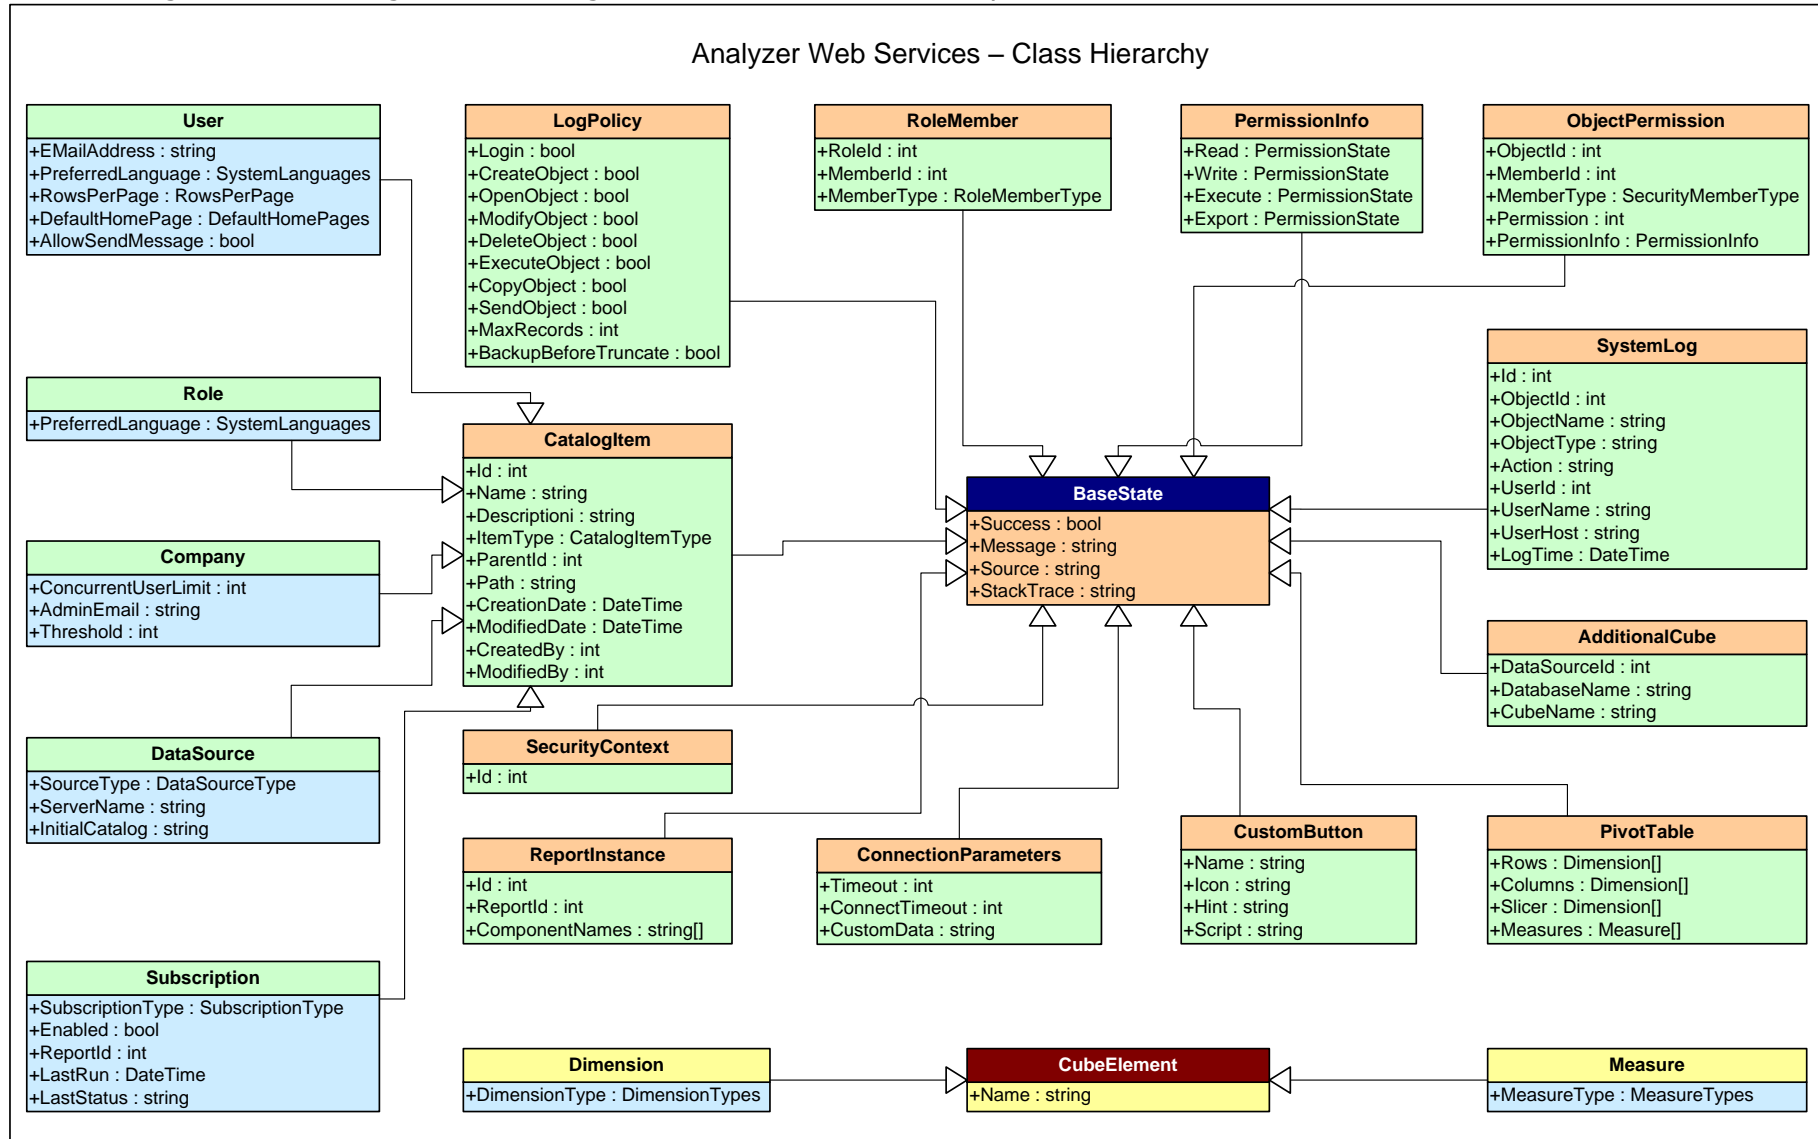 Analyzer Web Services – Class Hierarchy
User
+EMailAddress : string
+PreferredLanguage : SystemLanguages
+RowsPerPage : RowsPerPage
+DefaultHomePage : DefaultHomePages
+AllowSendMessage : bool
LogPolicy
+Login : bool
+CreateObject : bool
+OpenObject : bool
+ModifyObject : bool
+DeleteObject : bool
+ExecuteObject : bool
+CopyObject : bool
+SendObject : bool
+MaxRecords : int
+BackupBeforeTruncate : bool
RoleMember
+RoleId : int
+MemberId : int
+MemberType : RoleMemberType
PermissionInfo
+Read : PermissionState
+Write : PermissionState
+Execute : PermissionState
+Export : PermissionState
ObjectPermission
+ObjectId : int
+MemberId : int
+MemberType : SecurityMemberType
+Permission : int
+PermissionInfo : PermissionInfo
Role
+PreferredLanguage : SystemLanguages
CatalogItem
+Id : int
+Name : string
+Descriptioni : string
+ItemType : CatalogItemType
+ParentId : int
+Path : string
+CreationDate : DateTime
+ModifiedDate : DateTime
+CreatedBy : int
+ModifiedBy : int
BaseState
+Success : bool
+Message : string
+Source : string
+StackTrace : string
SystemLog
+Id : int
+ObjectId : int
+ObjectName : string
+ObjectType : string
+Action : string
+UserId : int
+UserName : string
+UserHost : string
+LogTime : DateTime
Company
+ConcurrentUserLimit : int
+AdminEmail : string
+Threshold : int
AdditionalCube
+DataSourceId : int
+DatabaseName : string
+CubeName : string
DataSource
+SourceType : DataSourceType
+ServerName : string
+InitialCatalog : string
SecurityContext
+Id : int
ReportInstance
+Id : int
+ReportId : int
+ComponentNames : string[]
ConnectionParameters
+Timeout : int
+ConnectTimeout : int
+CustomData : string
CustomButton
+Name : string
+Icon : string
+Hint : string
+Script : string
PivotTable
+Rows : Dimension[]
+Columns : Dimension[]
+Slicer : Dimension[]
+Measures : Measure[]
Subscription
+SubscriptionType : SubscriptionType
+Enabled : bool
+ReportId : int
+LastRun : DateTime
+LastStatus : string
Dimension
+DimensionType : DimensionTypes
CubeElement
+Name : string
Measure
+MeasureType : MeasureTypes